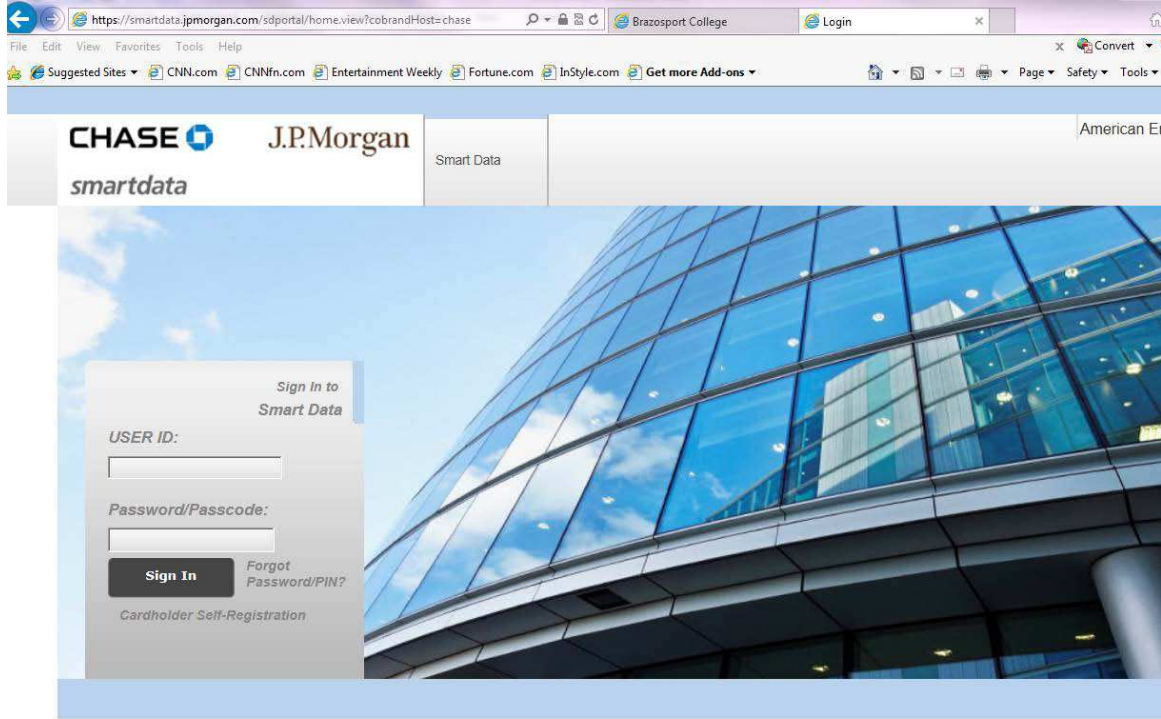 https://smartdata.jpmorgan.com/sdportal/home.view?cobrandHost=chase
Brazosport College
Login
File Edit View Favorites Tools Help
Convert
Suggested Sites CNN.com CNNfn.com Entertainment Weekly Fortune.com InStyle.com Get more Add-ons
Page Safety Tools
CHASE
J.P.Morgan
smartdata
Smart Data
American E
Sign In to
Smart Data
USER ID:
Password/Passcode:
Sign In
Forgot
Password/PIN?
Cardholder Self-Registration